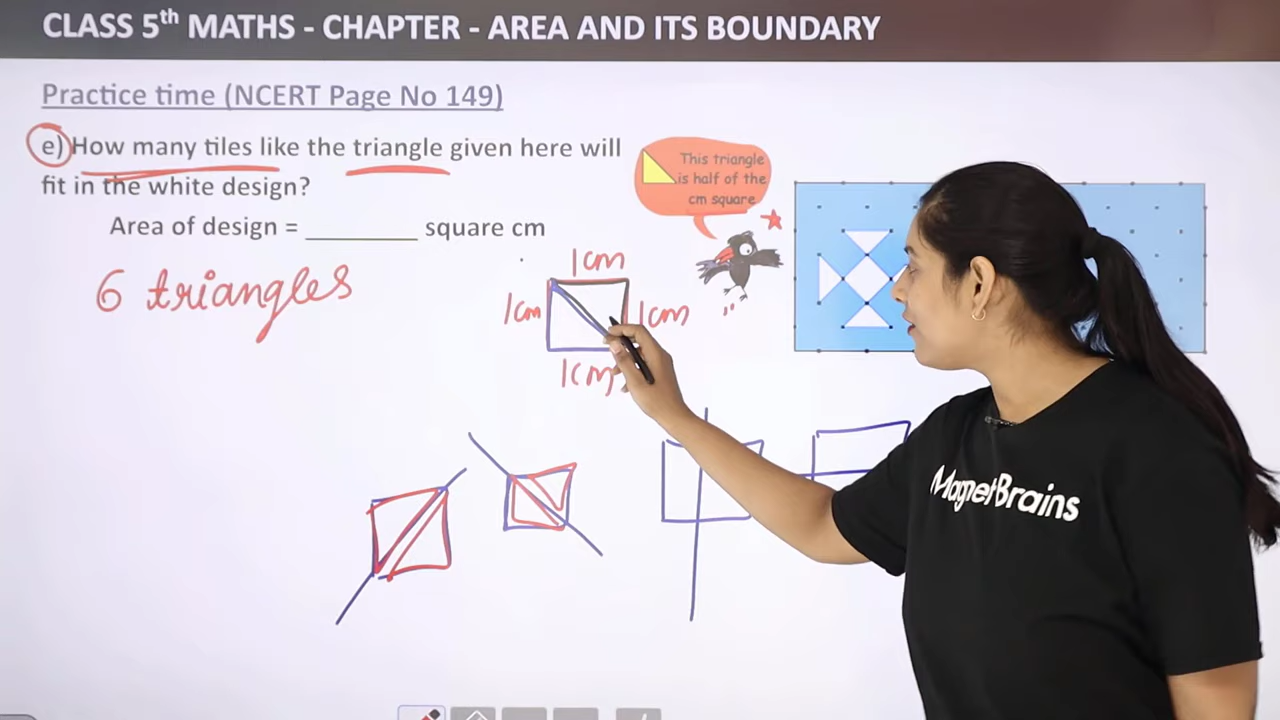 CLASS 5th MATHS - CHAPTER - AREA AND ITS BOUNDARY
Practice time (NCERT Page No 149)
e) How many tiles like the triangle given here will
fit in the white design?
Area of design = ________ square cm
This triangle
is half of the
cm square
6 triangles
1cm
1cm
1cm
1cm
MagnetBrains